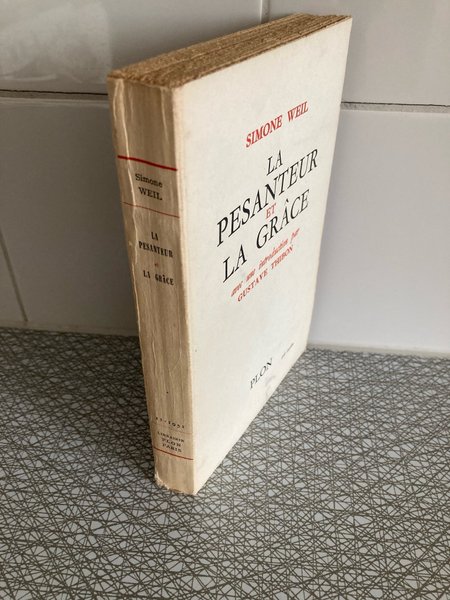 Simone
WEIL
LA
PESANTEUR
et
LA GRÂCE
LIBRAIRIE
PLON
PARIS
SIMONE WEIL
LA
PESANTEUR
ET
LA GRÂCE
avec une introduction par
GUSTAVE THIBON
PLON